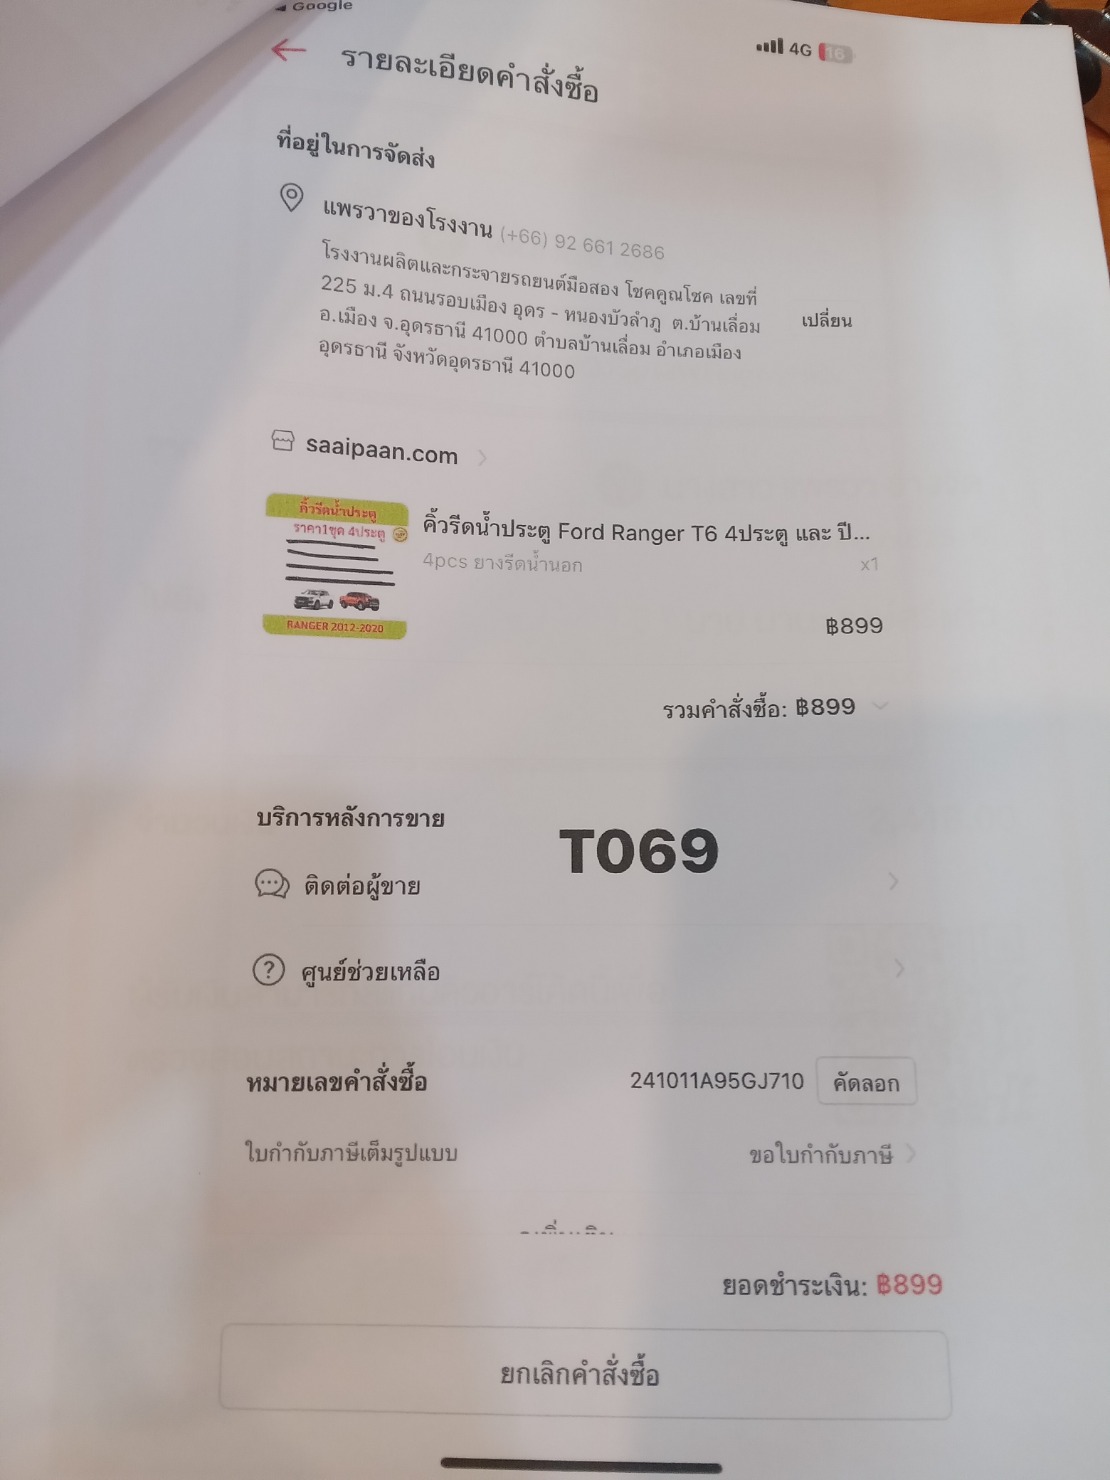 Google
4G 16
รายละเอียดคำสั่งซื้อ
ที่อยู่ในการจัดส่ง
แพรวาของโรงงาน (+66) 92 661 2686
โรงงานผลิตและกระจายรถยนต์มือสอง โชคคูณโชค เลขที่
225 ม.4 ถนนรอบเมือง อุดร - หนองบัวลำภู ต.บ้านเลื่อม
อ.เมือง จ.อุดรธานี 41000 ตำบลบ้านเลื่อม อำเภอเมือง
อุดรธานี จังหวัดอุดรธานี 41000
เปลี่ยน
saaipaan.com
คิ้วรีดน้ำประตู
ราคา1ชุด 4ประตู
RANGER 2012-2020
คิ้วรีดน้ำประตู Ford Ranger T6 4ประตู และ ปี...
4pcs ยางรีดน้ำนอก x1
฿899
รวมคำสั่งซื้อ: ฿899
บริการหลังการขาย
T069
ติดต่อผู้ขาย
ศูนย์ช่วยเหลือ
หมายเลขคำสั่งซื้อ 241011A95GJ710 คัดลอก
ใบกำกับภาษีเต็มรูปแบบ ขอใบกำกับภาษี
ยอดชำระเงิน: ฿899
ยกเลิกคำสั่งซื้อ